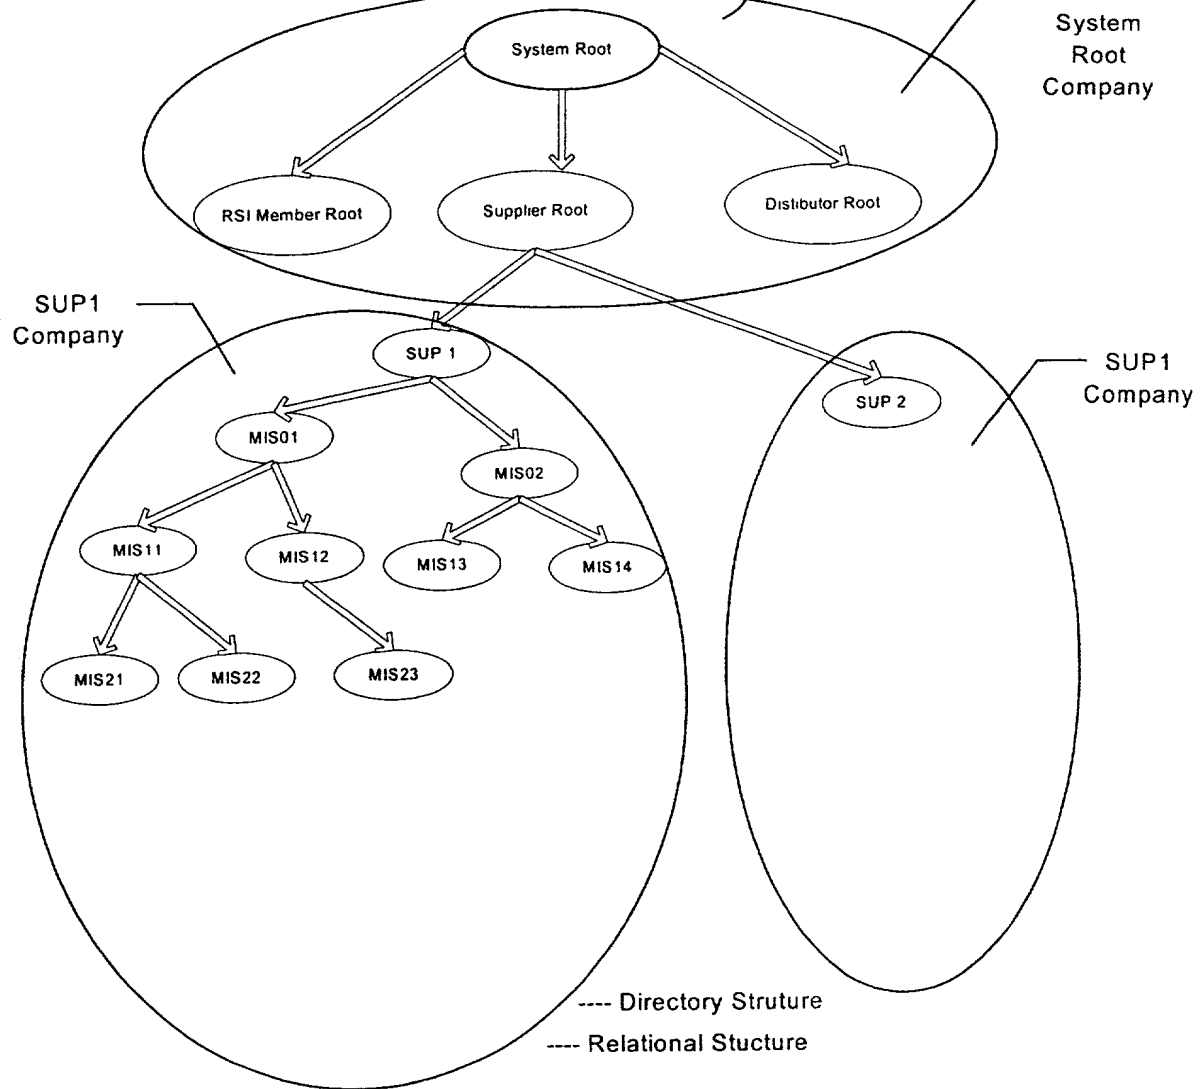 System
Root
Company
System Root
RSI Member Root
Supplier Root
Distibutor Root
SUP1
Company
SUP 1
SUP 2
SUP1
Company
MIS01
MIS02
MIS11
MIS12
MIS13
MIS14
MIS21
MIS22
MIS23
---- Directory Struture
---- Relational Stucture